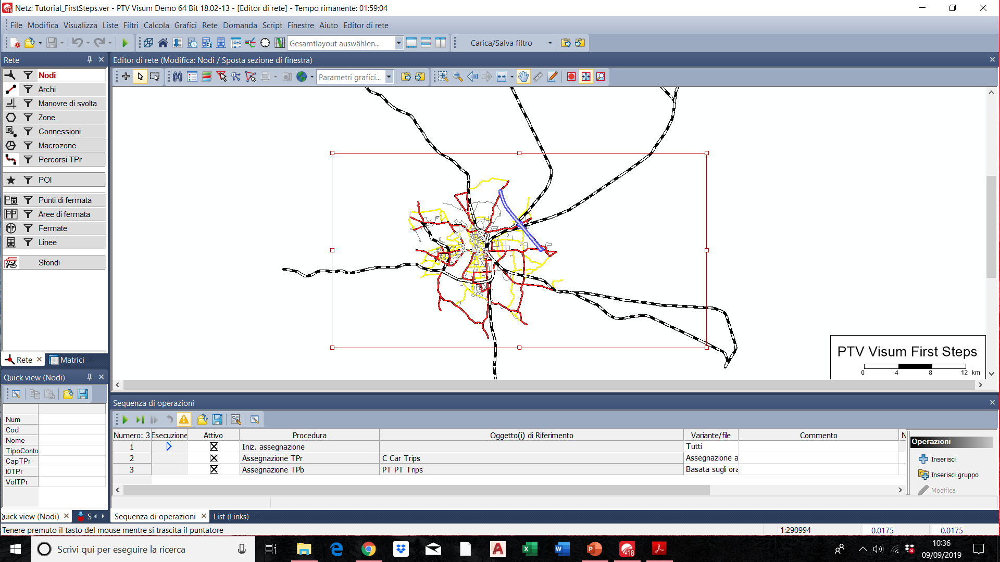 Netz: Tutorial_FirstSteps.ver - PTV Visum Demo 64 Bit 18.02-13 - [Editor di rete] - Tempo rimanente: 01:59:04
File Modifica Visualizza Liste Filtri Calcola Grafici Rete Domanda Script Finestre Aiuto Editor di rete
Gesamtlayout auswählen... Carica/Salva filtro
Rete
Editor di rete (Modifica: Nodi / Sposta sezione di finestra)
Parametri grafici...
Nodi
Archi
Manovre di svolta
Zone
Connessioni
Macrozone
Percorsi TPr
POI
Punti di fermata
Aree di fermata
Fermate
Linee
Sfondi
PTV Visum First Steps
0 4 8 12 km
Rete Matrici
Quick view (Nodi)
Num
Cod
Nome
TipoContro
CapTPr
t0TPr
VolTPr
Quick view (Nodi) S
Sequenza di operazioni
Numero: 3 Esecuzione Attivo Procedura Oggetto(i) di Riferimento Variante/file Commento N
1 Iniz. assegnazione Tutti
2 Assegnazione TPr C Car Trips Assegnazione a
3 Assegnazione TPb PT PT Trips Basata sugli ora
Operazioni
Inserisci
Inserisci gruppo
Modifica
Sequenza di operazioni List (Links)
Tenere premuto il tasto del mouse mentre si trascita il puntatore
1:290994 0.0175 0.0175
Scrivi qui per eseguire la ricerca
10:36
09/09/2019